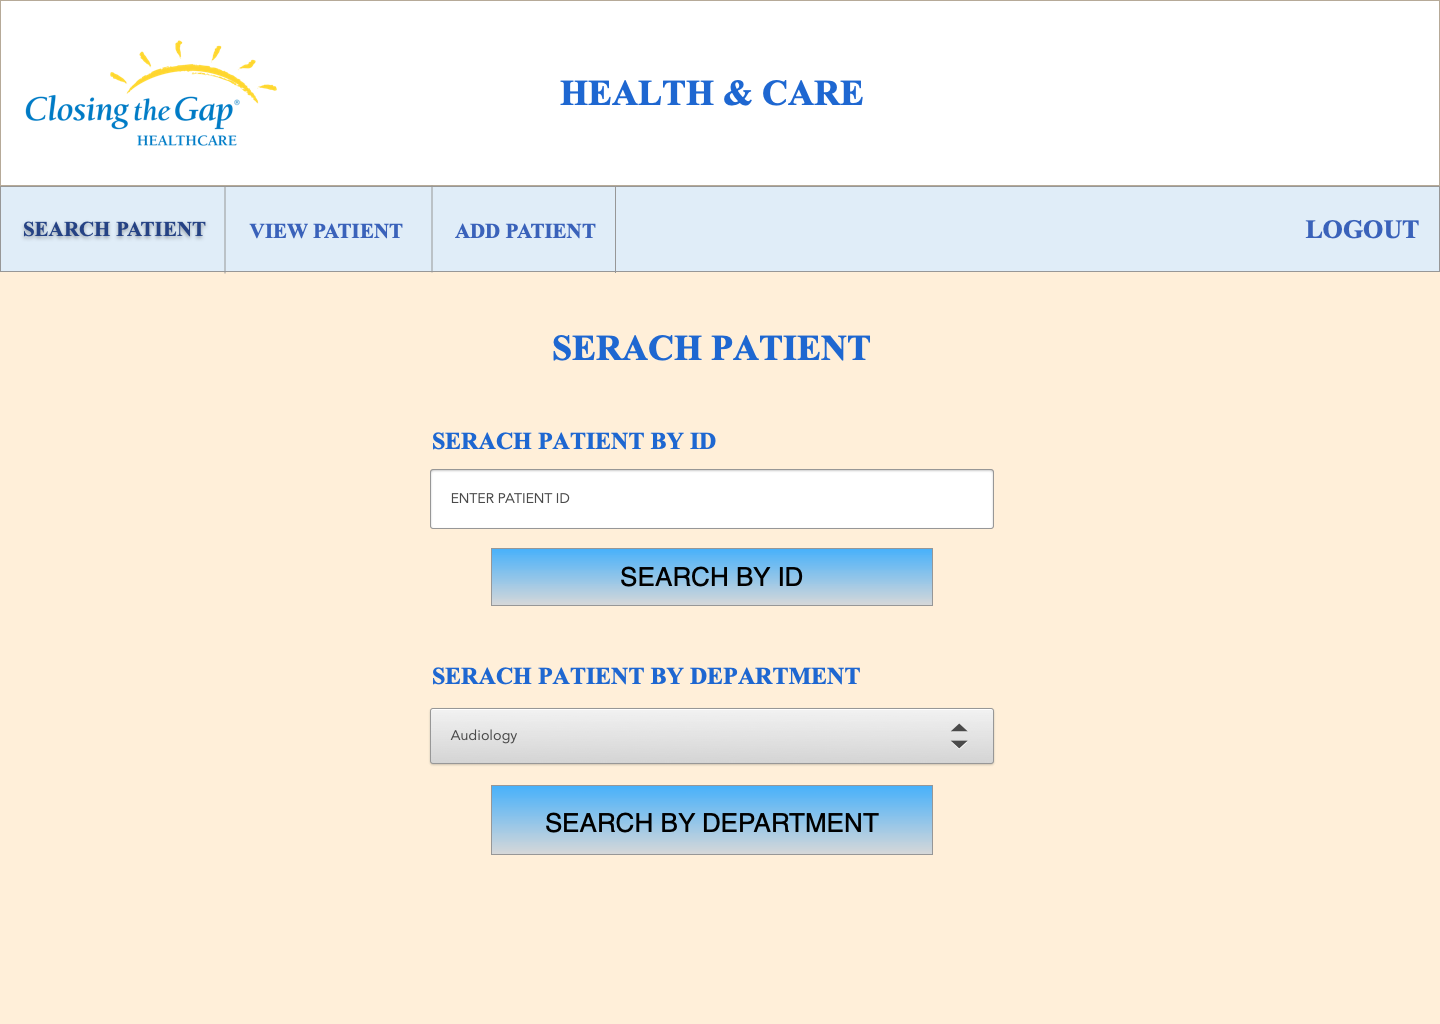 Closing the Gap®
HEALTHCARE
HEALTH & CARE
SEARCH PATIENT
VIEW PATIENT
ADD PATIENT
LOGOUT
SERACH PATIENT
SERACH PATIENT BY ID
ENTER PATIENT ID
SEARCH BY ID
SERACH PATIENT BY DEPARTMENT
Audiology
SEARCH BY DEPARTMENT